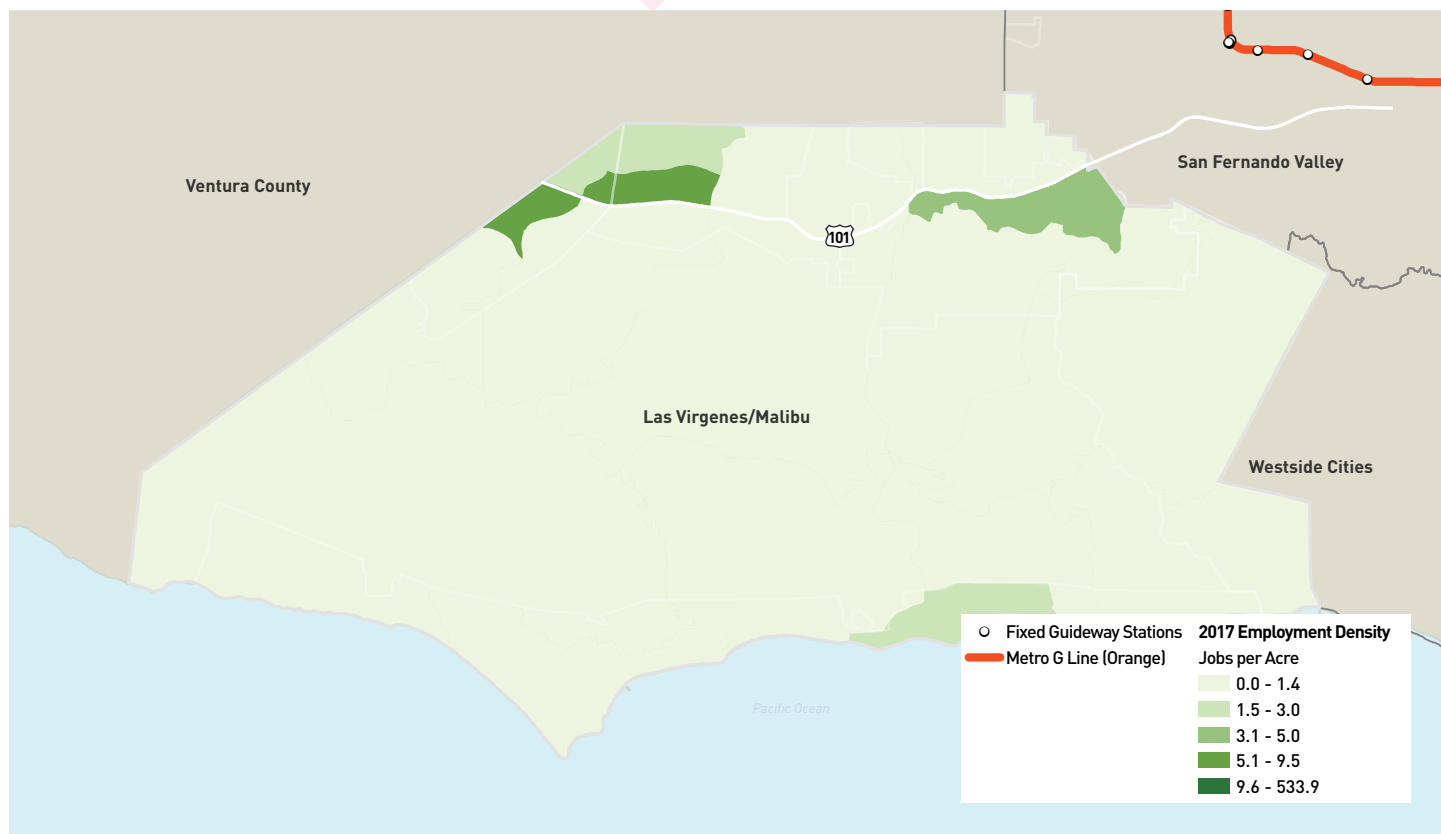 San Fernando Valley
Ventura County
101
Las Virgenes/Malibu
Westside Cities
Pacific Ocean
Fixed Guideway Stations
Metro G Line (Orange)
2017 Employment Density
Jobs per Acre
0.0 - 1.4
1.5 - 3.0
3.1 - 5.0
5.1 - 9.5
9.6 - 533.9